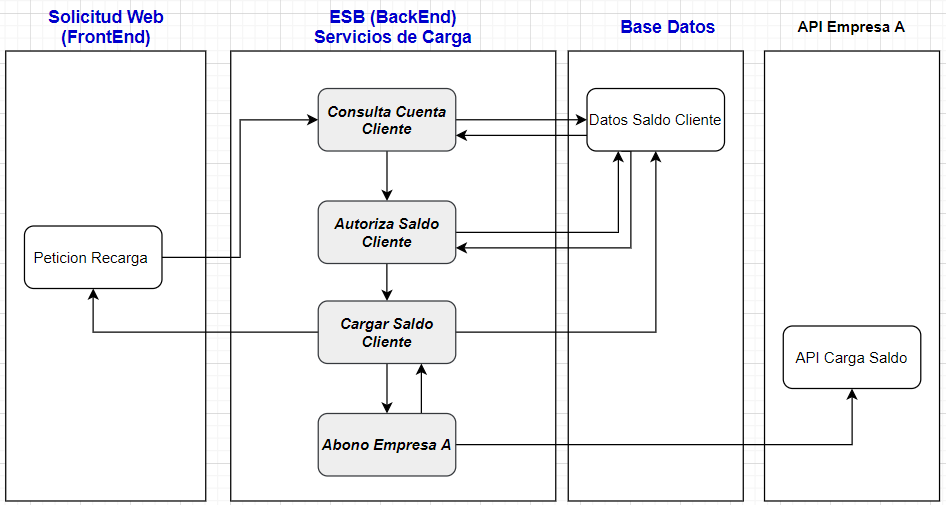 Solicitud Web
(FrontEnd)
ESB (BackEnd)
Servicios de Carga
Base Datos
API Empresa A
Consulta Cuenta
Cliente
Datos Saldo Cliente
Autoriza Saldo
Cliente
Peticion Recarga
Cargar Saldo
Cliente
API Carga Saldo
Abono Empresa A